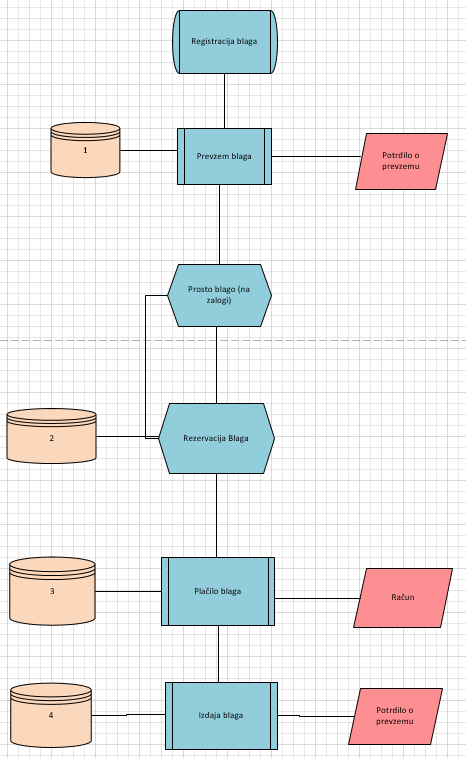 Registracija blaga
1
Prevzem blaga
Potrdilo o
prevzemu
Prosto blago (na
zalogi)
2
Rezervacija Blaga
3
Plačilo blaga
Račun
4
Izdaja blaga
Potrdilo o
prevzemu